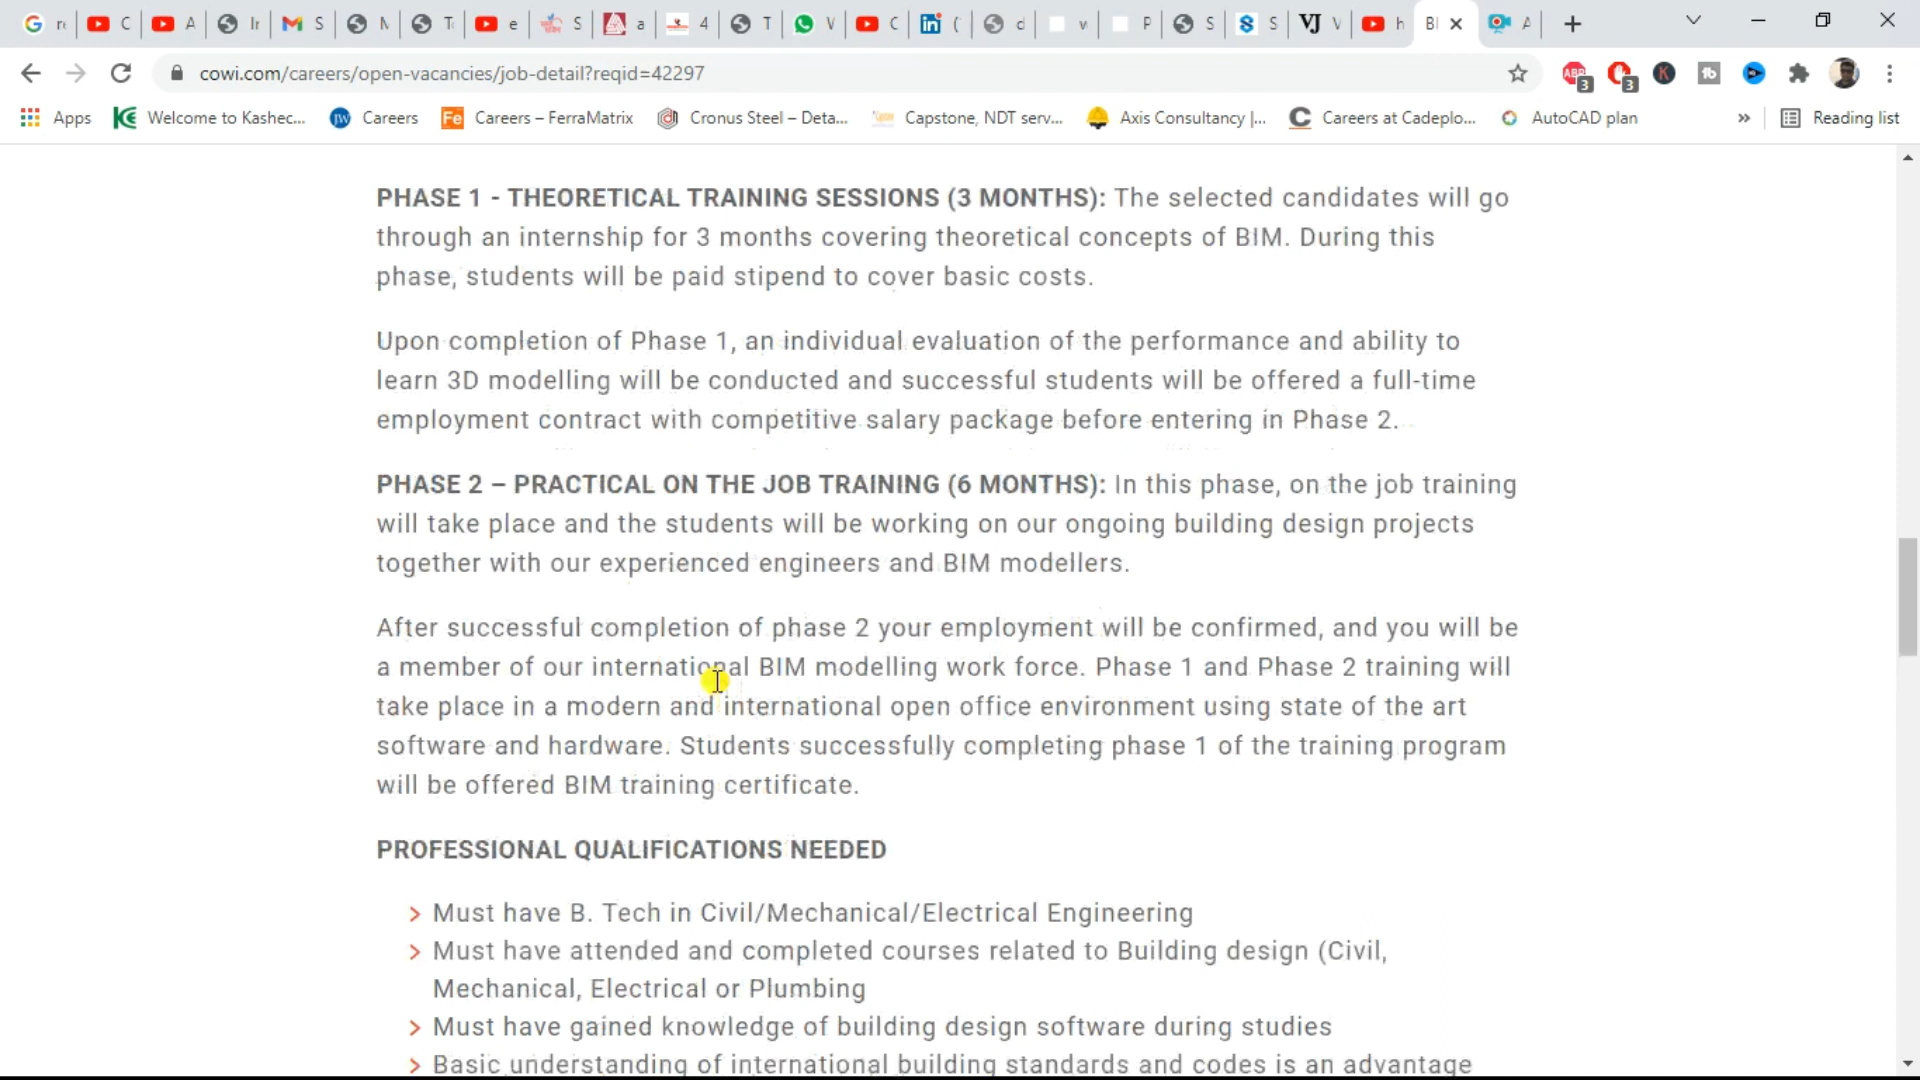 r
C
A
Ir
S
N
T
e
S
a
4
T
V
C
(
d
v
P
S
S
V
h
BI
A
cowi.com/careers/open-vacancies/job-detail?reqid=42297
ABP 3
3
K
tb
Apps
Welcome to Kashec...
Careers
Fe Careers – FerraMatrix
Cronus Steel – Deta...
Capstone, NDT serv...
Axis Consultancy |...
Careers at Cadeplo...
AutoCAD plan
»
Reading list
PHASE 1 - THEORETICAL TRAINING SESSIONS (3 MONTHS): The selected candidates will go
through an internship for 3 months covering theoretical concepts of BIM. During this
phase, students will be paid stipend to cover basic costs.
Upon completion of Phase 1, an individual evaluation of the performance and ability to
learn 3D modelling will be conducted and successful students will be offered a full-time
employment contract with competitive salary package before entering in Phase 2.
PHASE 2 – PRACTICAL ON THE JOB TRAINING (6 MONTHS): In this phase, on the job training
will take place and the students will be working on our ongoing building design projects
together with our experienced engineers and BIM modellers.
After successful completion of phase 2 your employment will be confirmed, and you will be
a member of our international BIM modelling work force. Phase 1 and Phase 2 training will
take place in a modern and international open office environment using state of the art
software and hardware. Students successfully completing phase 1 of the training program
will be offered BIM training certificate.
PROFESSIONAL QUALIFICATIONS NEEDED
> Must have B. Tech in Civil/Mechanical/Electrical Engineering
> Must have attended and completed courses related to Building design (Civil,
Mechanical, Electrical or Plumbing
> Must have gained knowledge of building design software during studies
> Basic understanding of international building standards and codes is an advantage